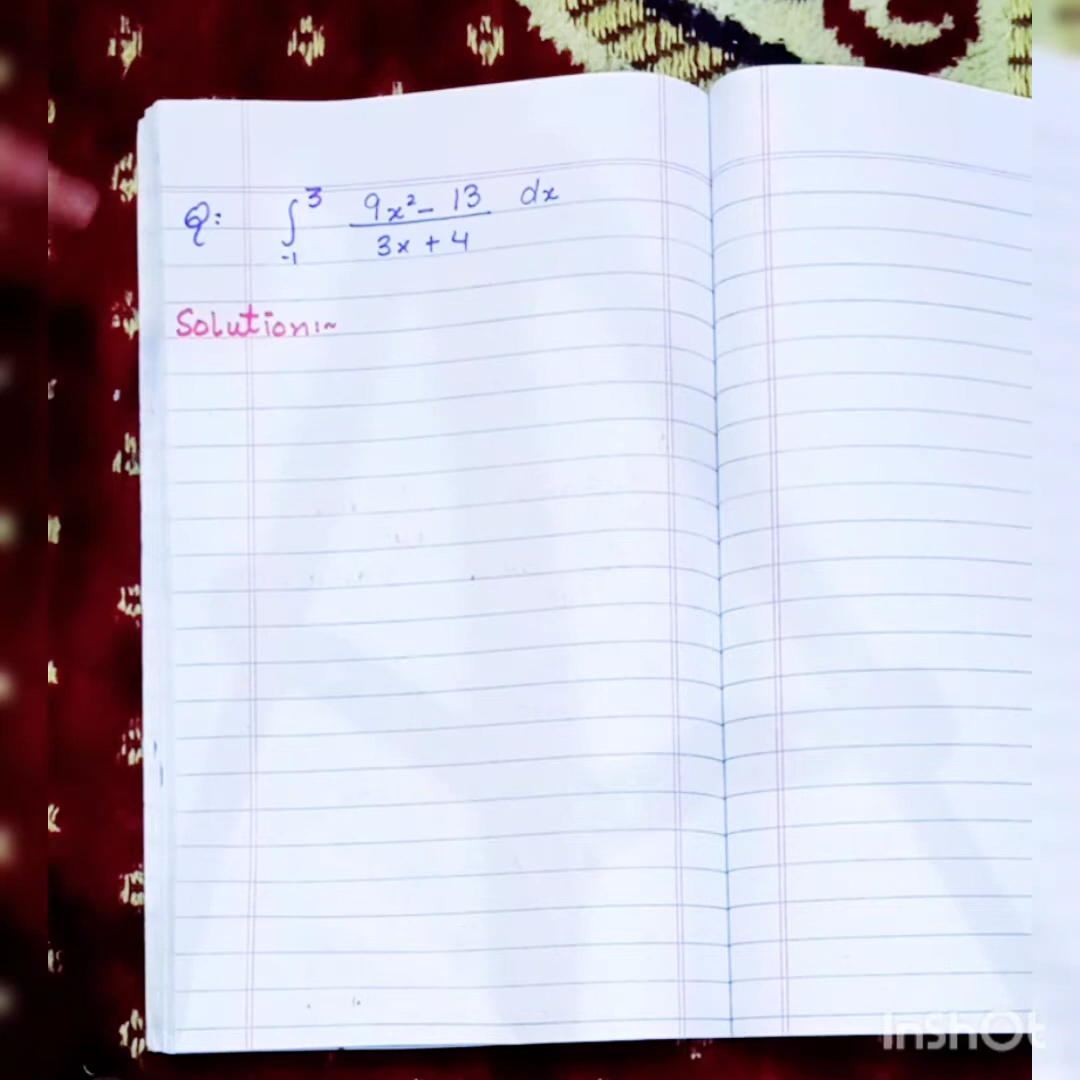 Q: ∫₋₁³ (9x² - 13)/(3x + 4) dx
Solution:~
InShOt